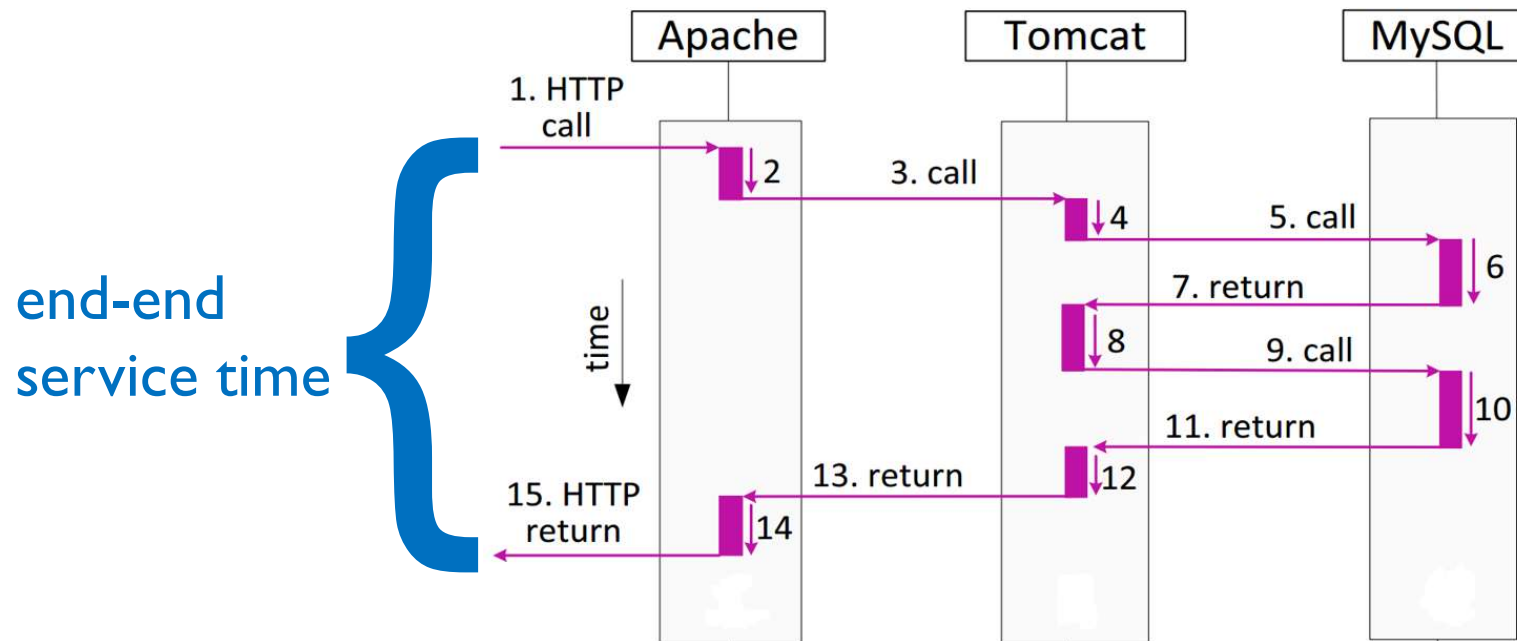 Apache
Tomcat
MySQL
1. HTTP
call
2
3. call
4
5. call
6
7. return
end-end
service time
time
8
9. call
10
11. return
12
13. return
15. HTTP
return
14